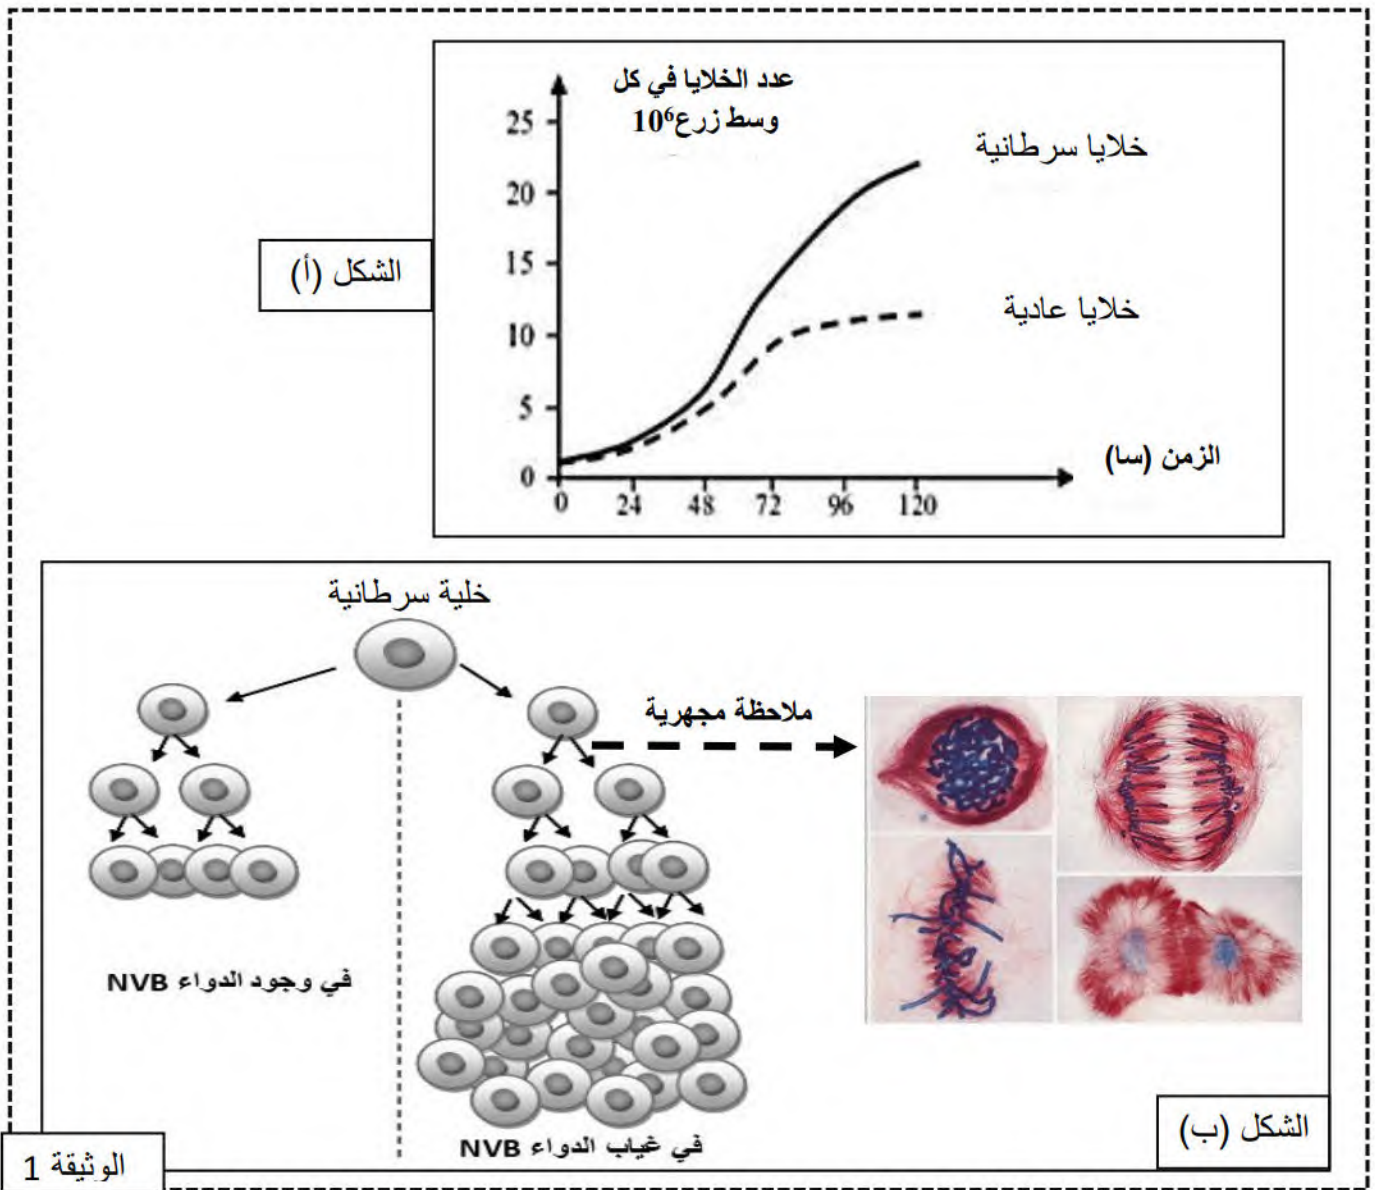 عدد الخلايا في كل
وسط زرع10⁶
25
20
15
10
5
0
0 24 48 72 96 120
خلايا سرطانية
خلايا عادية
الزمن (سا)
الشكل (أ)
خلية سرطانية
ملاحظة مجهرية
في وجود الدواء NVB
في غياب الدواء NVB
الشكل (ب)
الوثيقة 1